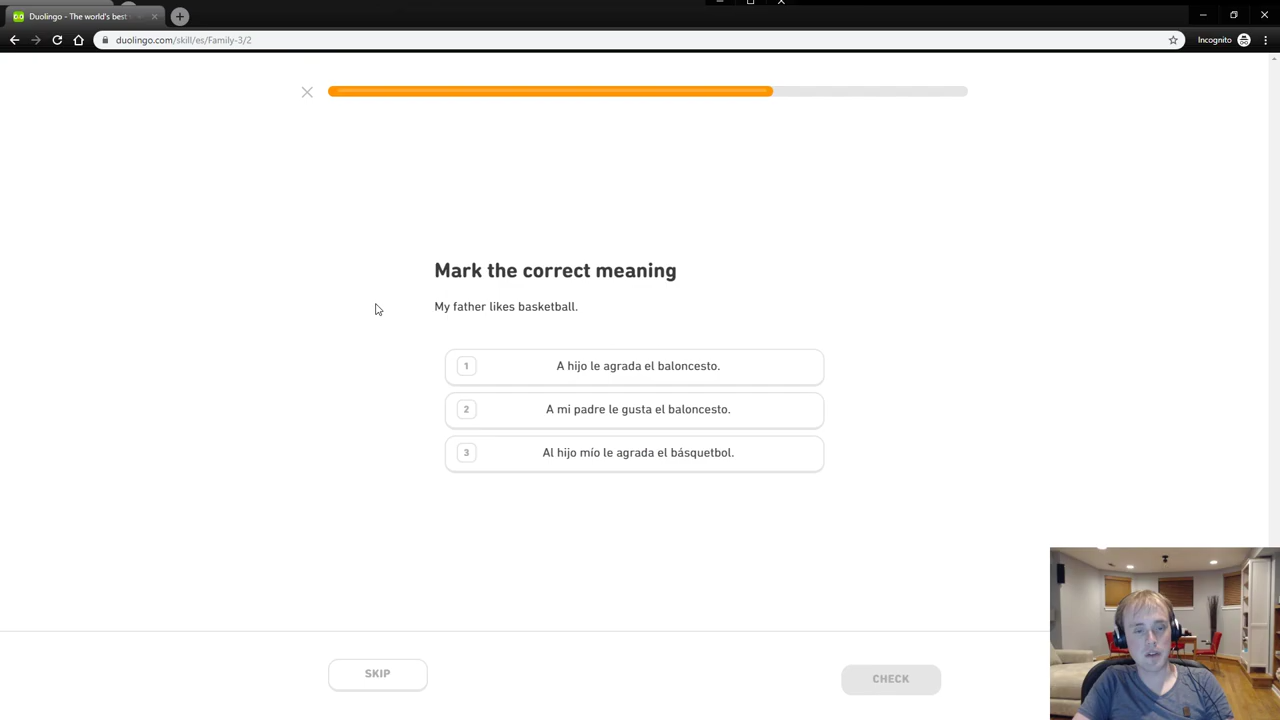 Duolingo - The world's best
duolingo.com/skill/es/Family-3/2
Incognito
Mark the correct meaning
My father likes basketball.
1 A hijo le agrada el baloncesto.
2 A mi padre le gusta el baloncesto.
3 Al hijo mío le agrada el básquetbol.
SKIP
CHECK